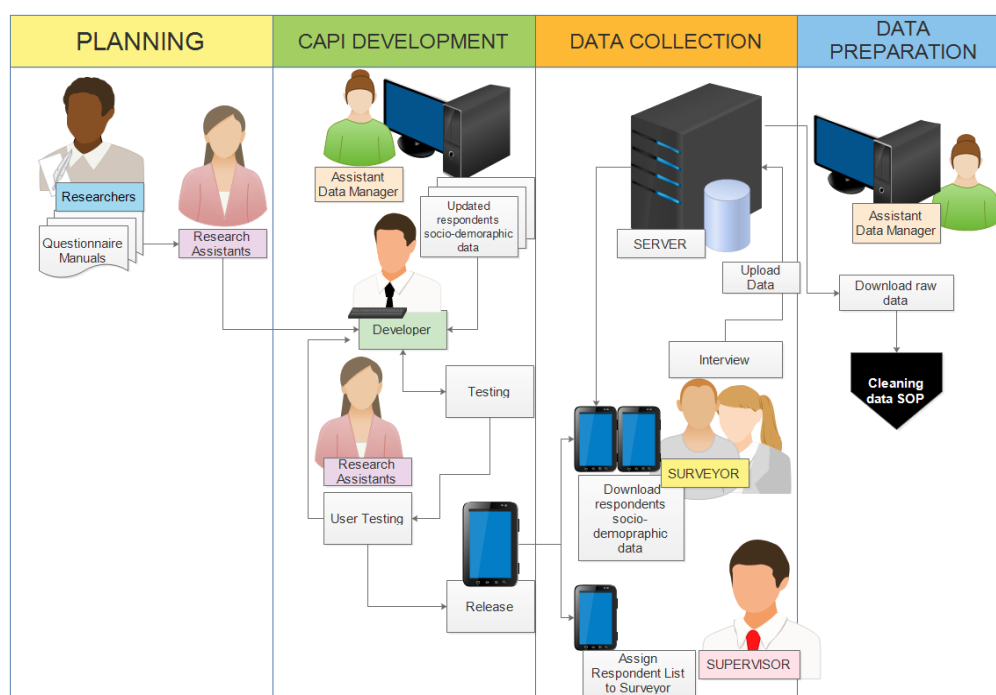 PLANNING
CAPI DEVELOPMENT
DATA COLLECTION
DATA
PREPARATION
Researchers
Questionnaire
Manuals
Research
Assistants
Assistant
Data Manager
Updated
respondents
socio-demoraphic
data
Developer
Testing
Research
Assistants
User Testing
Release
SERVER
Upload
Data
Interview
SURVEYOR
Download
respondents
socio-
demopraphic
data
SUPERVISOR
Assign
Respondent List
to Surveyor
Assistant
Data Manager
Download raw
data
Cleaning
data SOP